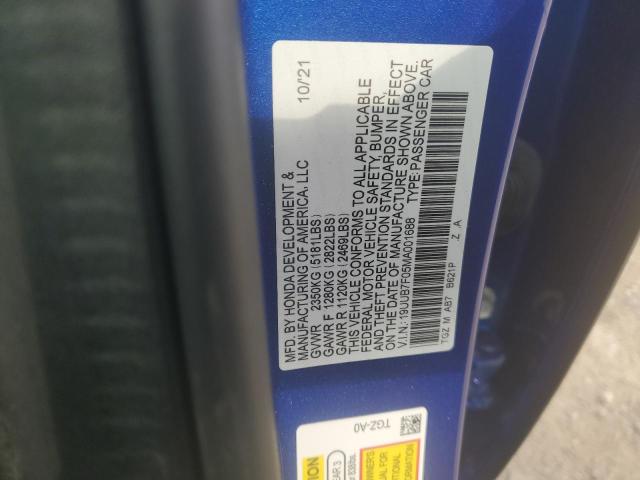 MFD. BY HONDA DEVELOPMENT & 10/21
MANUFACTURING OF AMERICA, LLC
GVWR 2350KG (5181LBS)
GAWR F 1280KG (2822LBS)
GAWR R 1120KG (2469LBS)
THIS VEHICLE CONFORMS TO ALL APPLICABLE
FEDERAL MOTOR VEHICLE SAFETY, BUMPER,
AND THEFT PREVENTION STANDARDS IN EFFECT
ON THE DATE OF MANUFACTURE SHOWN ABOVE.
V.I.N.: 19UUB7F05MA001688 TYPE: PASSENGER CAR
TGZ M AB7 B621P Z A
TGZ-A0